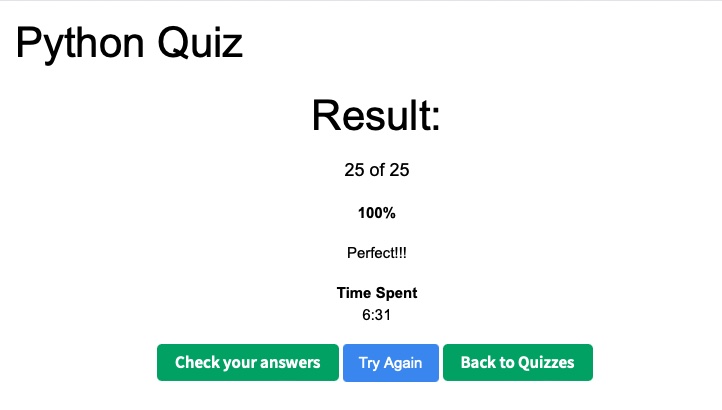 Python Quiz
Result:
25 of 25
100%
Perfect!!!
Time Spent
6:31
Check your answers Try Again Back to Quizzes